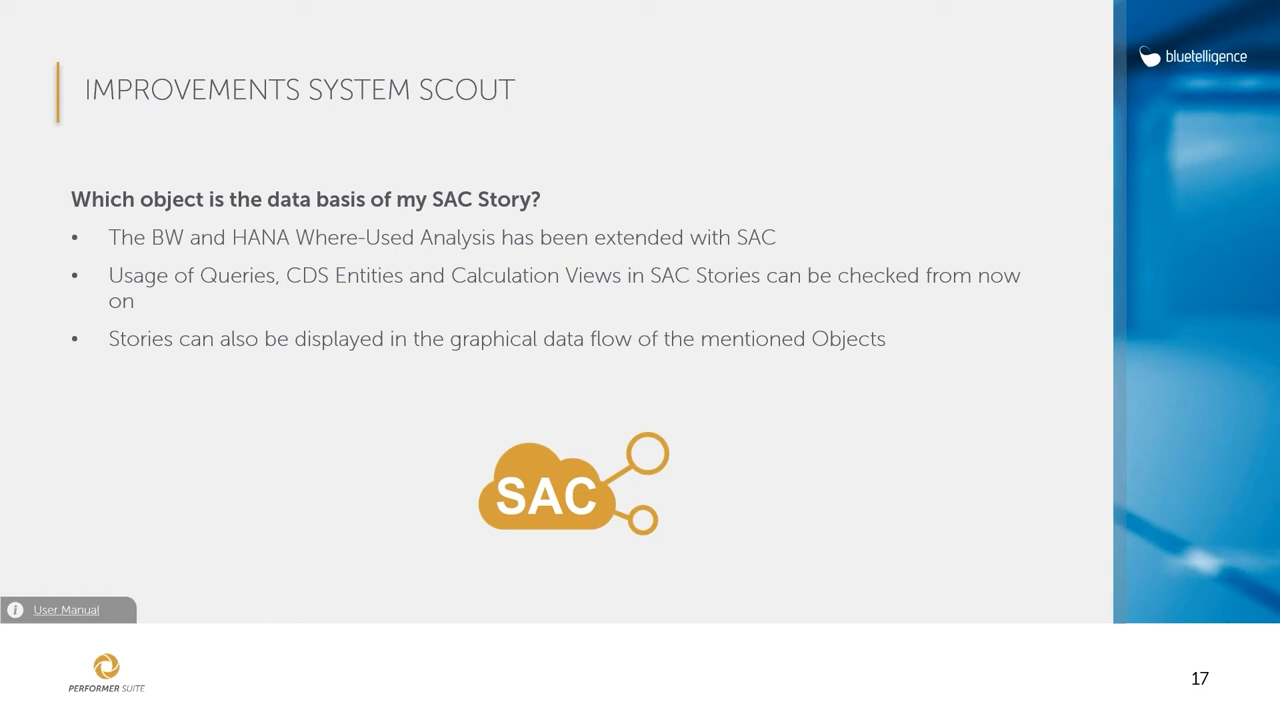 bluetelligence
IMPROVEMENTS SYSTEM SCOUT
Which object is the data basis of my SAC Story?
• The BW and HANA Where-Used Analysis has been extended with SAC
• Usage of Queries, CDS Entities and Calculation Views in SAC Stories can be checked from now
on
• Stories can also be displayed in the graphical data flow of the mentioned Objects
SAC
i User Manual
PERFORMER SUITE
17